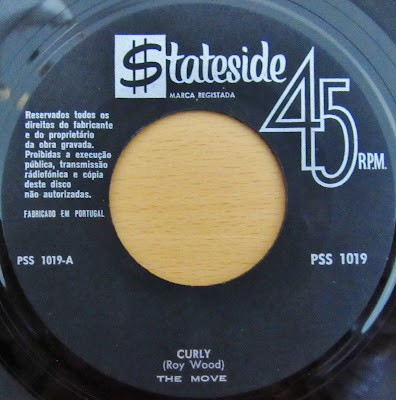 $tateside
MARCA REGISTADA
45
R.P.M.
Reservados todos os
direitos do fabricante
e do proprietário
da obra gravada.
Proibidas a execução
pública, transmissão
rádiofónica e cópia
deste disco
não autorizadas.
FABRICADO EM PORTUGAL
PSS 1019-A
PSS 1019
CURLY
(Roy Wood)
THE MOVE